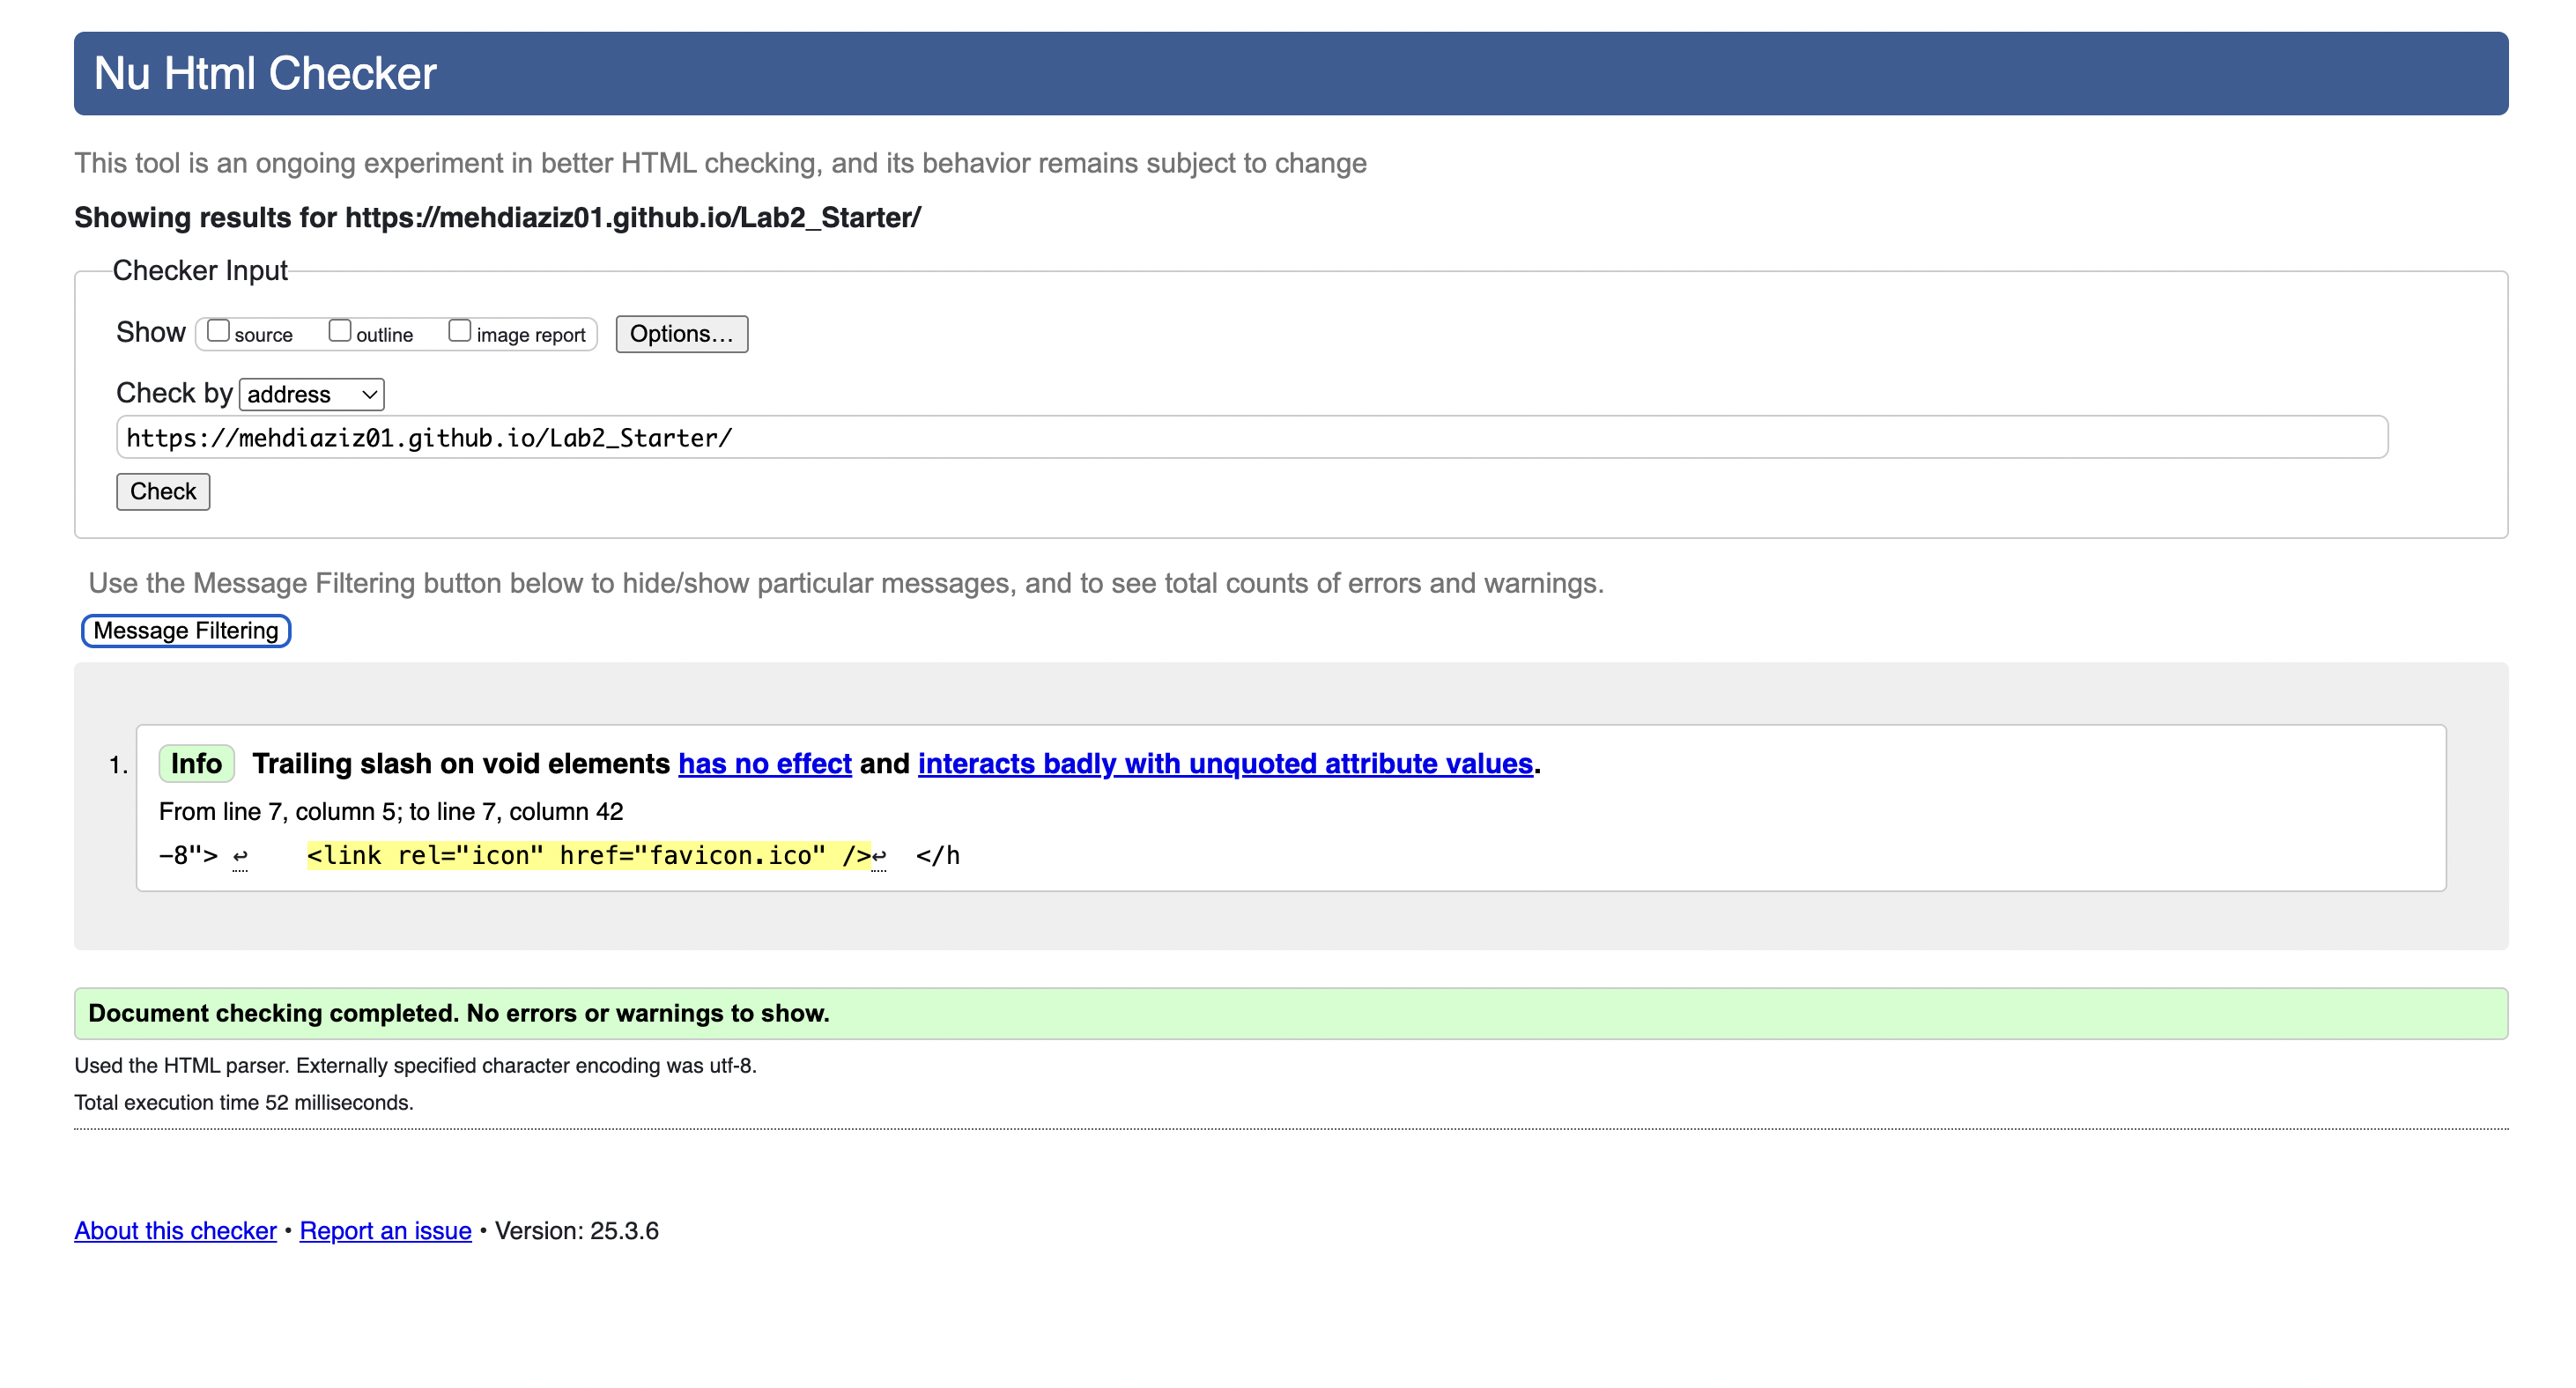 Nu Html Checker
This tool is an ongoing experiment in better HTML checking, and its behavior remains subject to change
Showing results for https://mehdiaziz01.github.io/Lab2_Starter/
Checker Input
Show source outline image report Options…
Check by address
https://mehdiaziz01.github.io/Lab2_Starter/
Check
Use the Message Filtering button below to hide/show particular messages, and to see total counts of errors and warnings.
Message Filtering
1. Info Trailing slash on void elements has no effect and interacts badly with unquoted attribute values.
From line 7, column 5; to line 7, column 42
–8"> ↩ <link rel="icon" href="favicon.ico" />↩ </h
Document checking completed. No errors or warnings to show.
Used the HTML parser. Externally specified character encoding was utf-8.
Total execution time 52 milliseconds.
About this checker • Report an issue • Version: 25.3.6